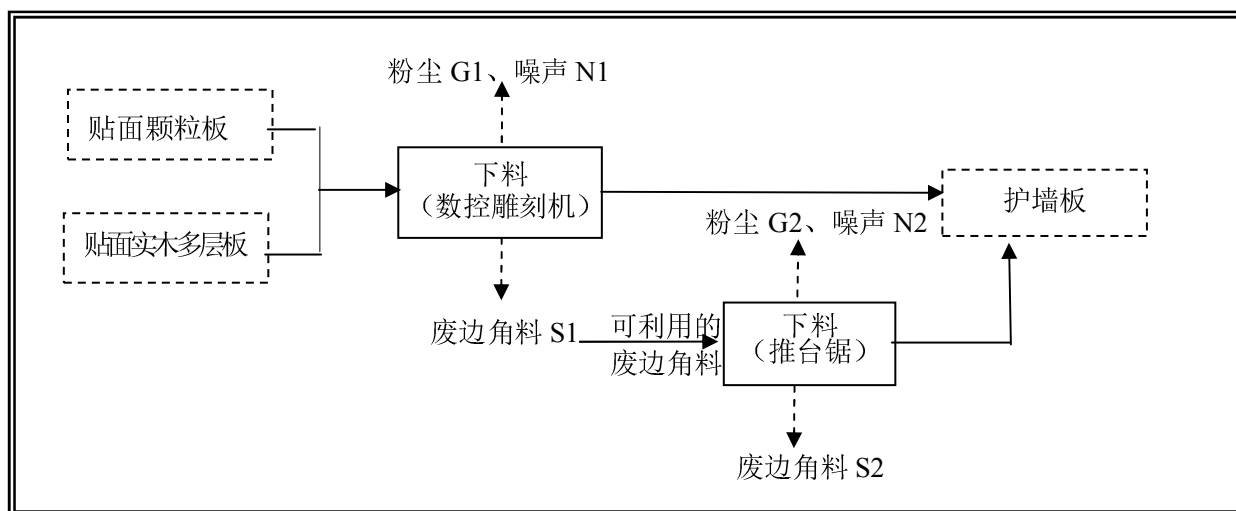 粉尘 G1、噪声 N1
贴面颗粒板
下料
（数控雕刻机）
护墙板
贴面实木多层板
粉尘 G2、噪声 N2
废边角料 S1
可利用的
废边角料
下料
（推台锯）
废边角料 S2